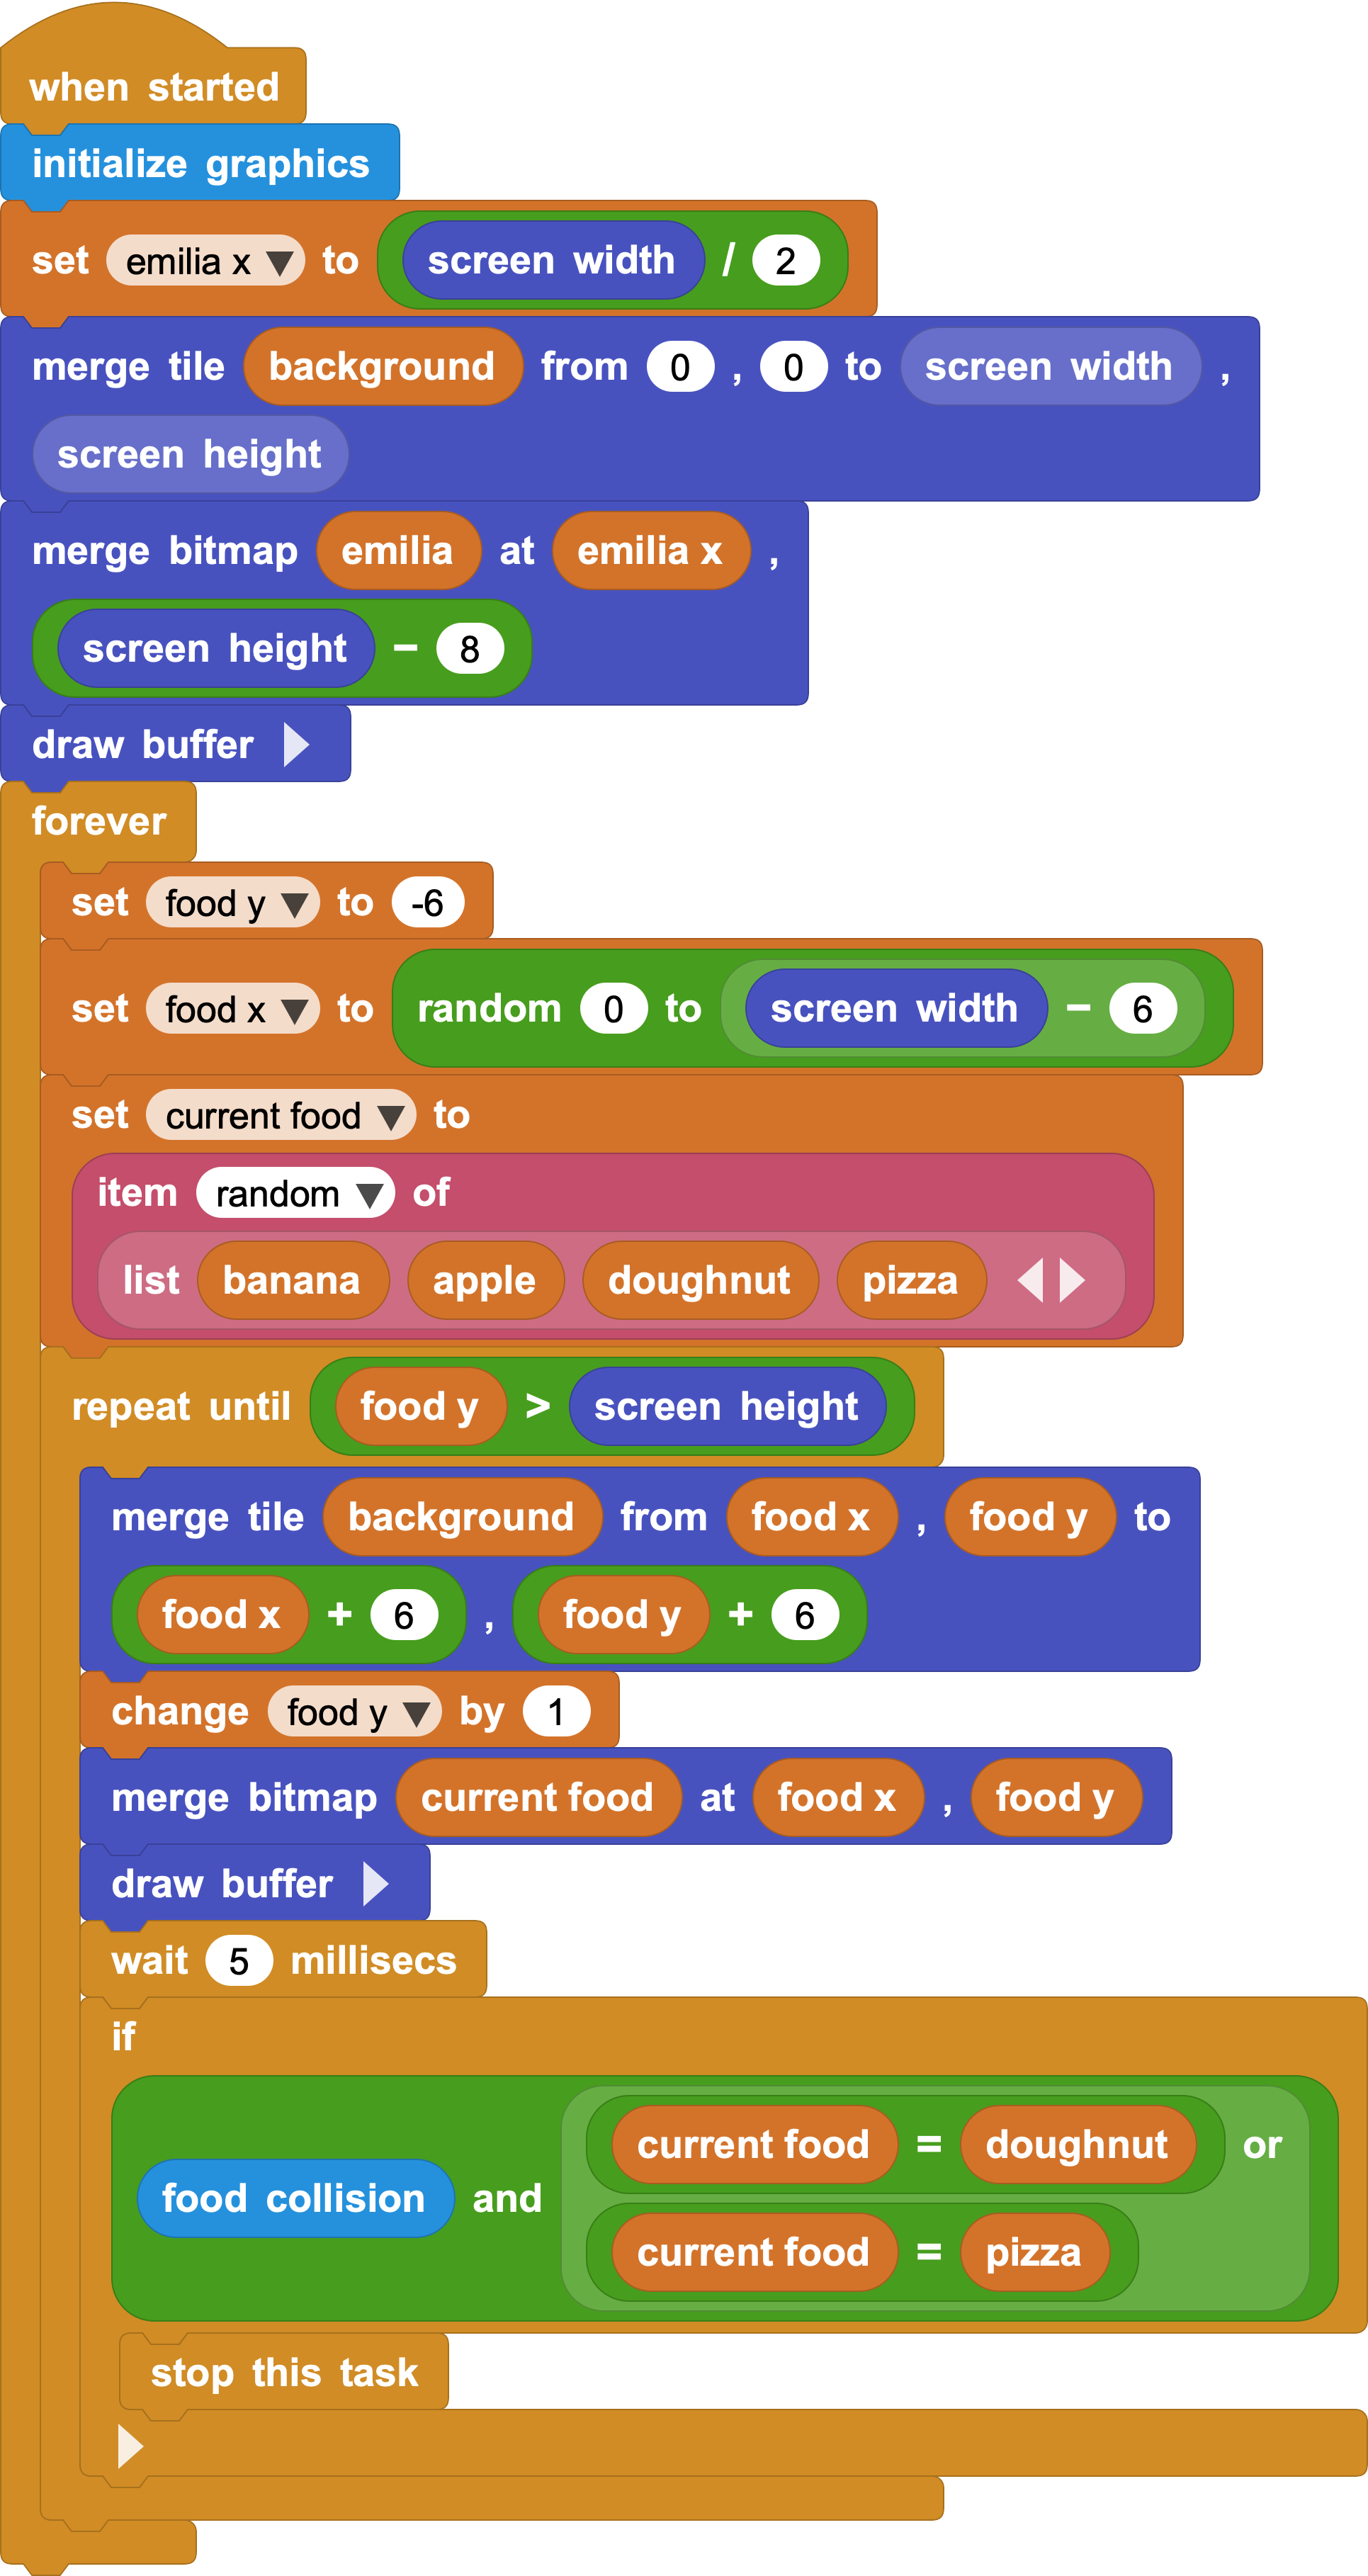 when started
initialize graphics
set emilia x ▼ to screen width / 2
merge tile background from 0 , 0 to screen width ,
screen height
merge bitmap emilia at emilia x ,
screen height − 8
draw buffer
forever
set food y ▼ to -6
set food x ▼ to random 0 to screen width − 6
set current food ▼ to
item random ▼ of
list banana apple doughnut pizza
repeat until food y > screen height
merge tile background from food x , food y to
food x + 6 , food y + 6
change food y ▼ by 1
merge bitmap current food at food x , food y
draw buffer
wait 5 millisecs
if
current food = doughnut or
food collision and
current food = pizza
stop this task